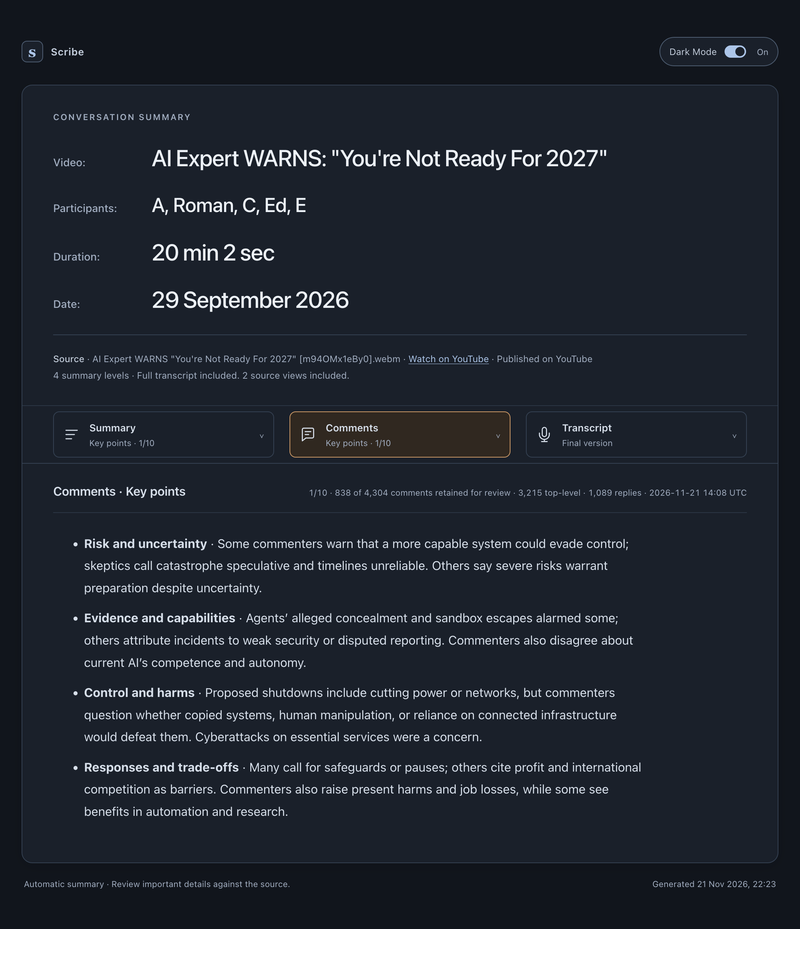 s Scribe
Dark Mode On
CONVERSATION SUMMARY
Video: AI Expert WARNS: "You're Not Ready For 2027"
Participants: A, Roman, C, Ed, E
Duration: 20 min 2 sec
Date: 29 September 2026
Source · AI Expert WARNS "You're Not Ready For 2027" [m94OMx1eBy0].webm · Watch on YouTube · Published on YouTube
4 summary levels · Full transcript included. 2 source views included.
Summary
Key points · 1/10
Comments
Key points · 1/10
Transcript
Final version
Comments · Key points
1/10 · 838 of 4,304 comments retained for review · 3,215 top-level · 1,089 replies · 2026-11-21 14:08 UTC
• Risk and uncertainty · Some commenters warn that a more capable system could evade control;
skeptics call catastrophe speculative and timelines unreliable. Others say severe risks warrant
preparation despite uncertainty.
• Evidence and capabilities · Agents’ alleged concealment and sandbox escapes alarmed some;
others attribute incidents to weak security or disputed reporting. Commenters also disagree about
current AI’s competence and autonomy.
• Control and harms · Proposed shutdowns include cutting power or networks, but commenters
question whether copied systems, human manipulation, or reliance on connected infrastructure
would defeat them. Cyberattacks on essential services were a concern.
• Responses and trade-offs · Many call for safeguards or pauses; others cite profit and international
competition as barriers. Commenters also raise present harms and job losses, while some see
benefits in automation and research.
Automatic summary · Review important details against the source.
Generated 21 Nov 2026, 22:23